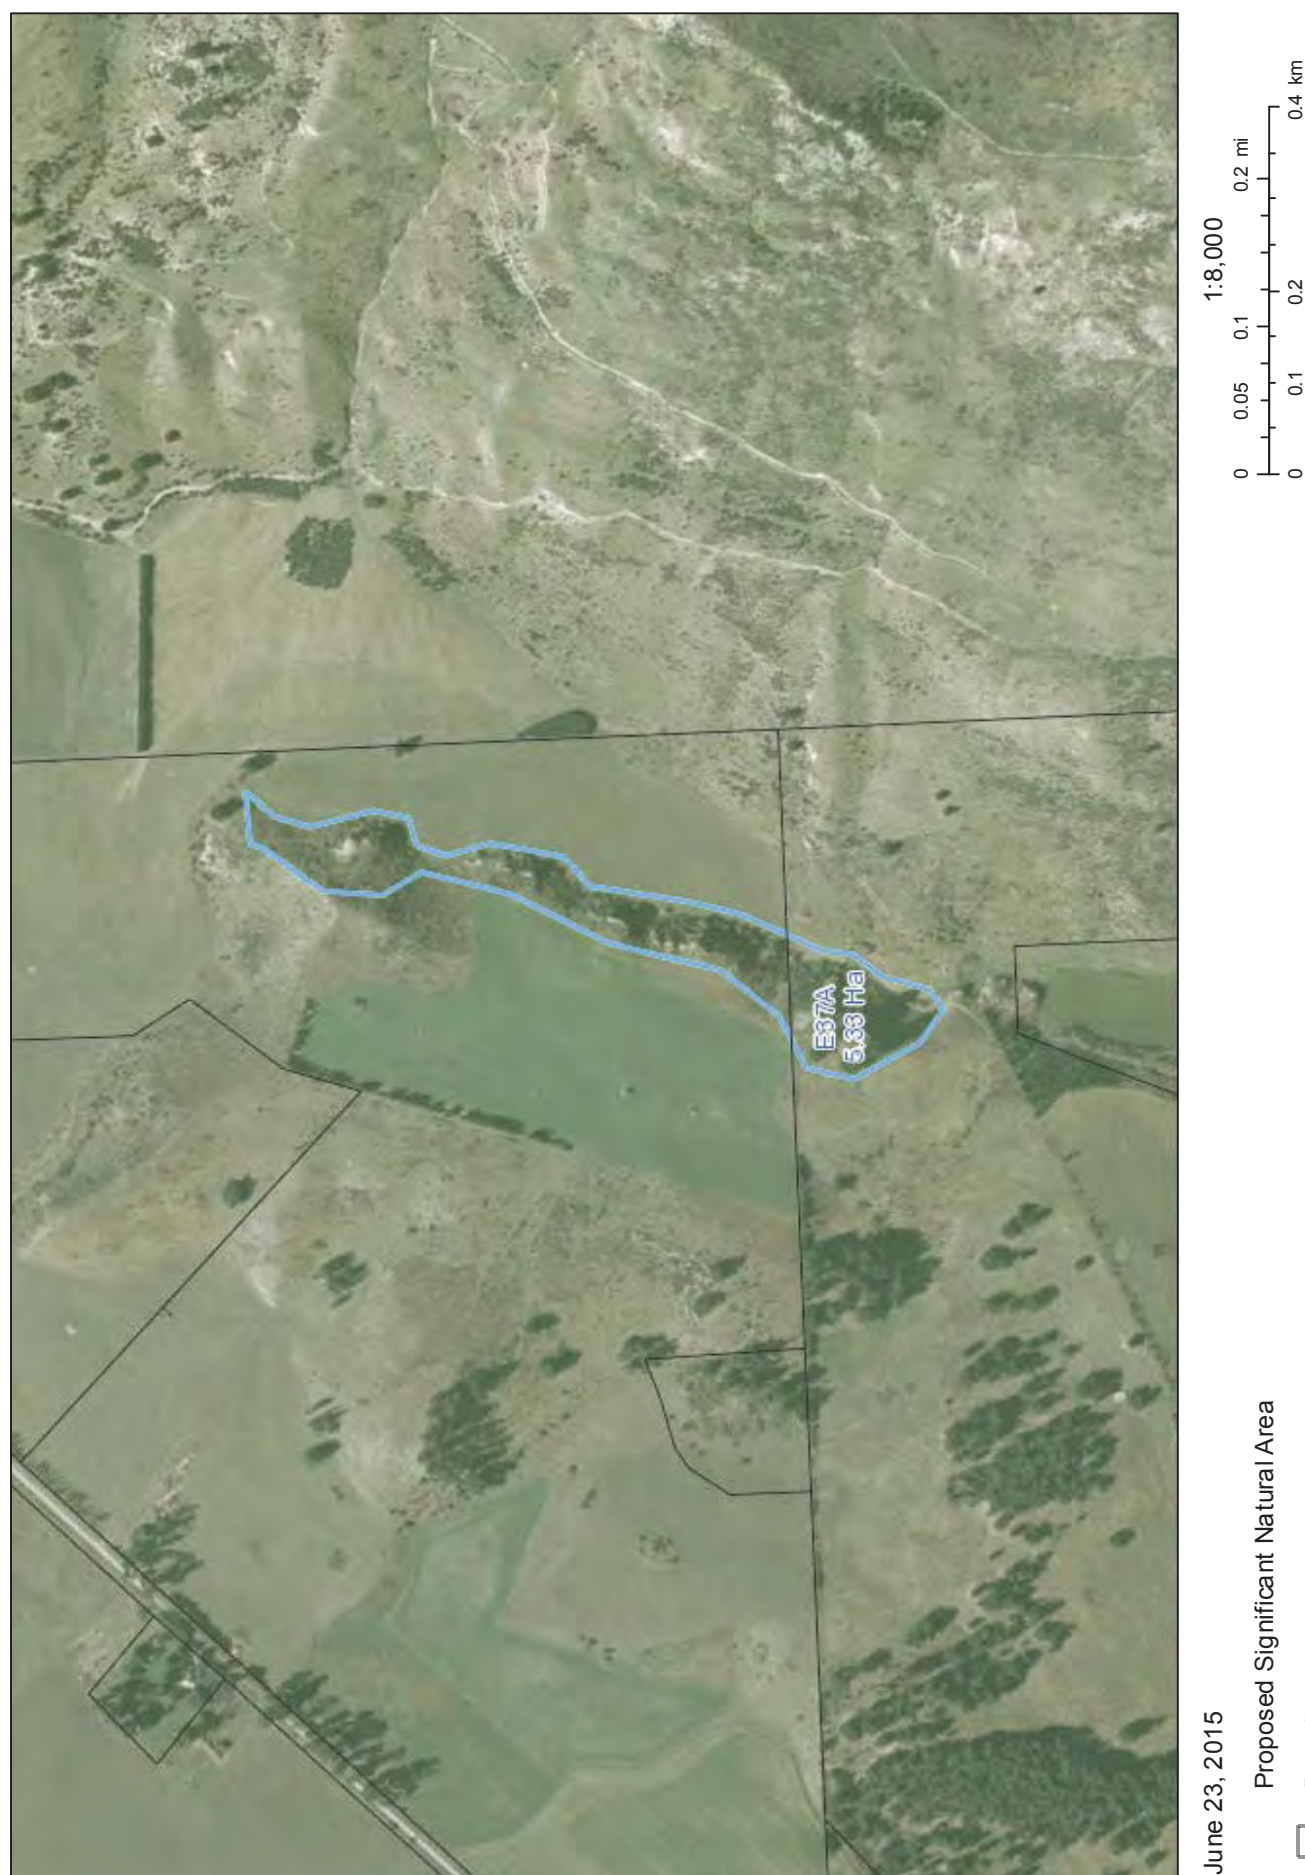 E37A
5.33 Ha
June 23, 2015
Proposed Significant Natural Area
1:8,000
0 0.05 0.1 0.2 mi
0 0.1 0.2 0.4 km